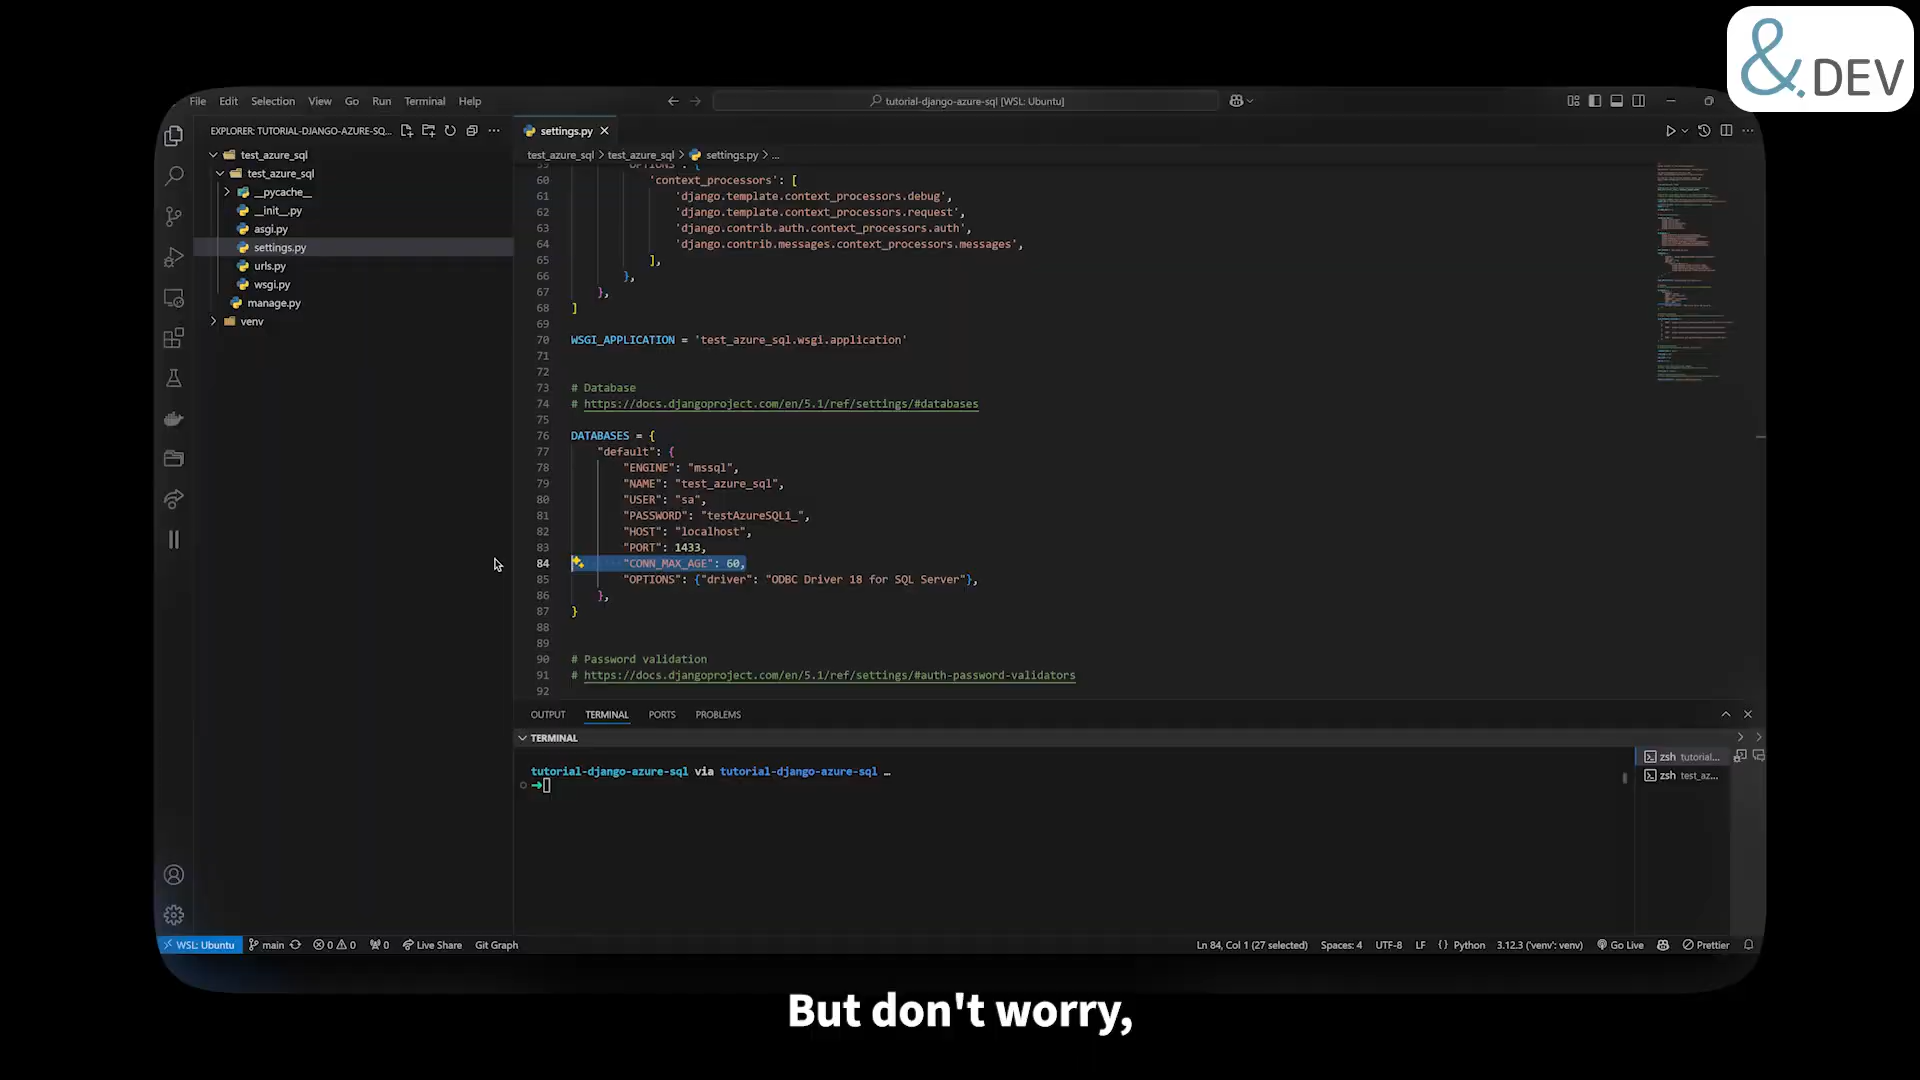 &.DEV
File Edit Selection View Go Run Terminal Help
tutorial-django-azure-sql [WSL: Ubuntu]
EXPLORER: TUTORIAL-DJANGO-AZURE-SQ...
test_azure_sql
test_azure_sql
__pycache__
__init__.py
asgi.py
settings.py
urls.py
wsgi.py
manage.py
venv
settings.py
test_azure_sql > test_azure_sql > settings.py > ...
59 'OPTIONS': {
60 'context_processors': [
61 'django.template.context_processors.debug',
62 'django.template.context_processors.request',
63 'django.contrib.auth.context_processors.auth',
64 'django.contrib.messages.context_processors.messages',
65 ],
66 },
67 },
68 ]
69
70 WSGI_APPLICATION = 'test_azure_sql.wsgi.application'
71
72
73 # Database
74 # https://docs.djangoproject.com/en/5.1/ref/settings/#databases
75
76 DATABASES = {
77 "default": {
78 "ENGINE": "mssql",
79 "NAME": "test_azure_sql",
80 "USER": "sa",
81 "PASSWORD": "testAzureSQL1_",
82 "HOST": "localhost",
83 "PORT": 1433,
84 "CONN_MAX_AGE": 60,
85 "OPTIONS": {"driver": "ODBC Driver 18 for SQL Server"},
86 },
87 }
88
89
90 # Password validation
91 # https://docs.djangoproject.com/en/5.1/ref/settings/#auth-password-validators
92
OUTPUT TERMINAL PORTS PROBLEMS
TERMINAL
tutorial-django-azure-sql via tutorial-django-azure-sql …
zsh tutorial...
zsh test_az...
WSL: Ubuntu main 0 0 0 Live Share Git Graph
Ln 84, Col 1 (27 selected) Spaces: 4 UTF-8 LF {} Python 3.12.3 ('venv': venv) Go Live Prettier
But don't worry,